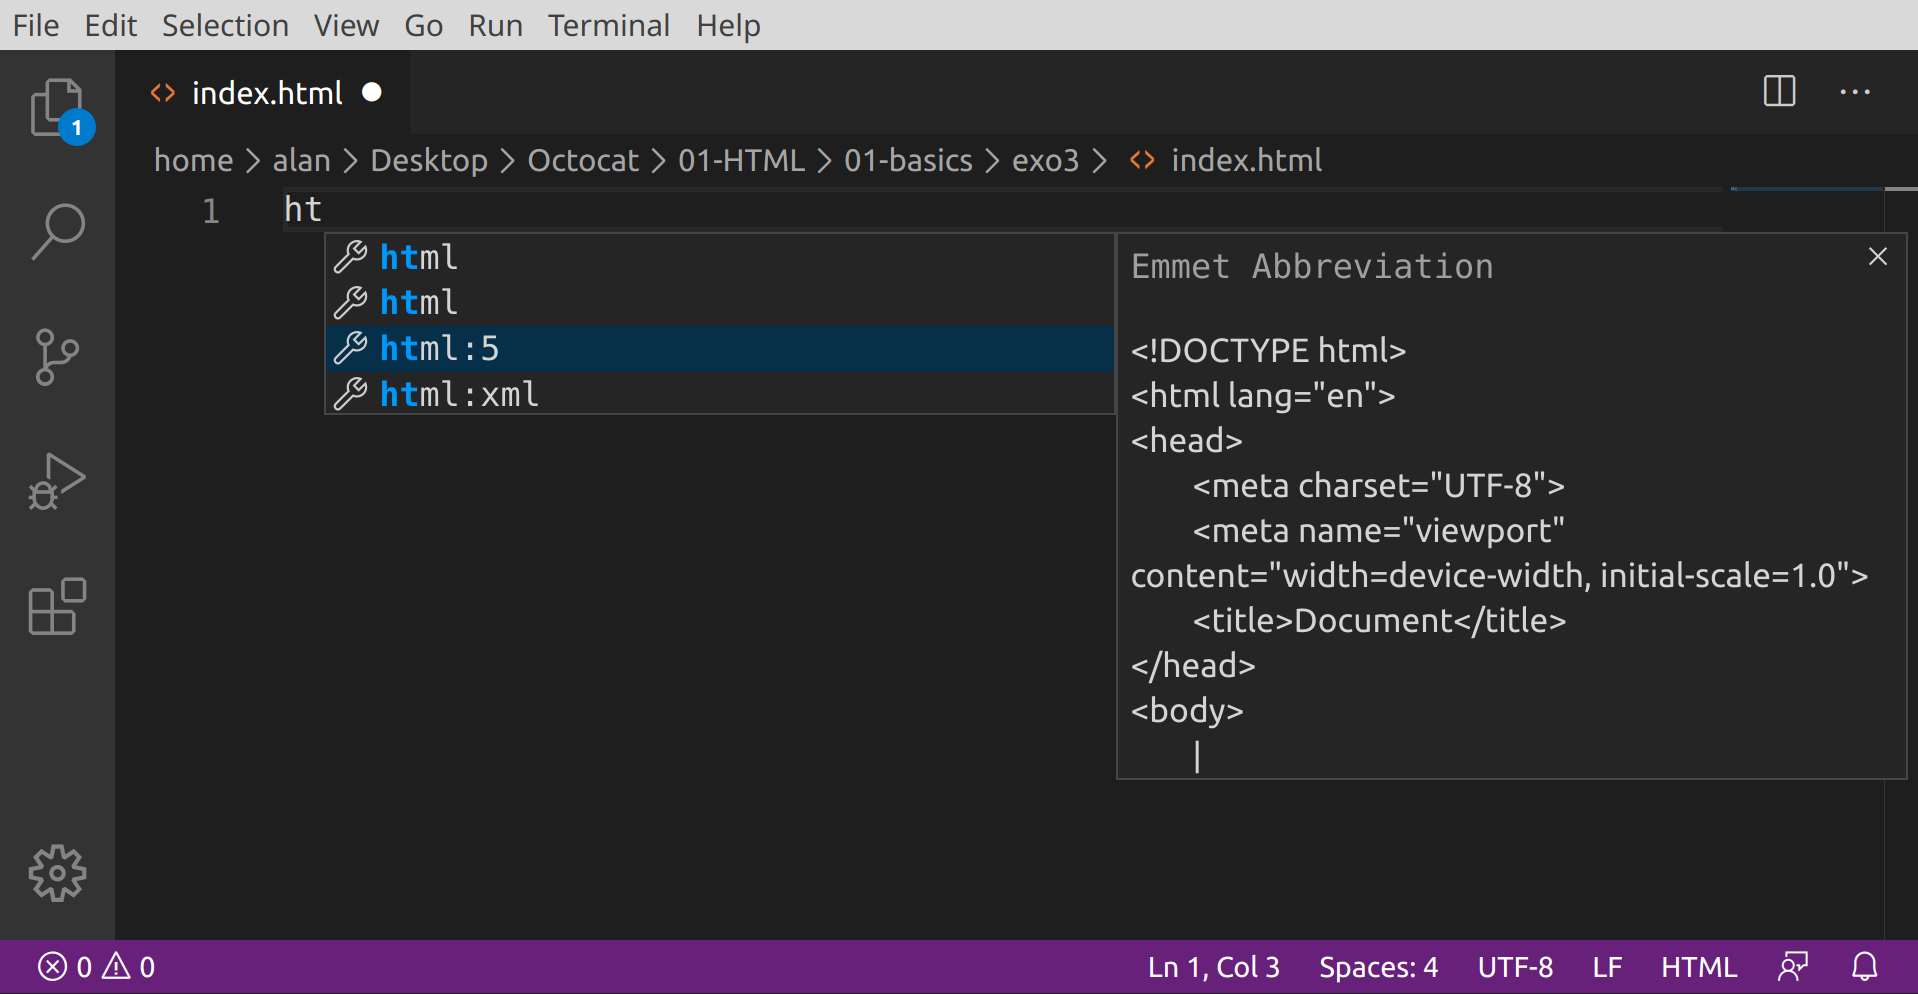 File Edit Selection View Go Run Terminal Help
1
<> index.html
home > alan > Desktop > Octocat > 01-HTML > 01-basics > exo3 > <> index.html
1 ht
html
html
html:5
html:xml
Emmet Abbreviation
<!DOCTYPE html>
<html lang="en">
<head>
<meta charset="UTF-8">
<meta name="viewport"
content="width=device-width, initial-scale=1.0">
<title>Document</title>
</head>
<body>
|
0 0 Ln 1, Col 3 Spaces: 4 UTF-8 LF HTML